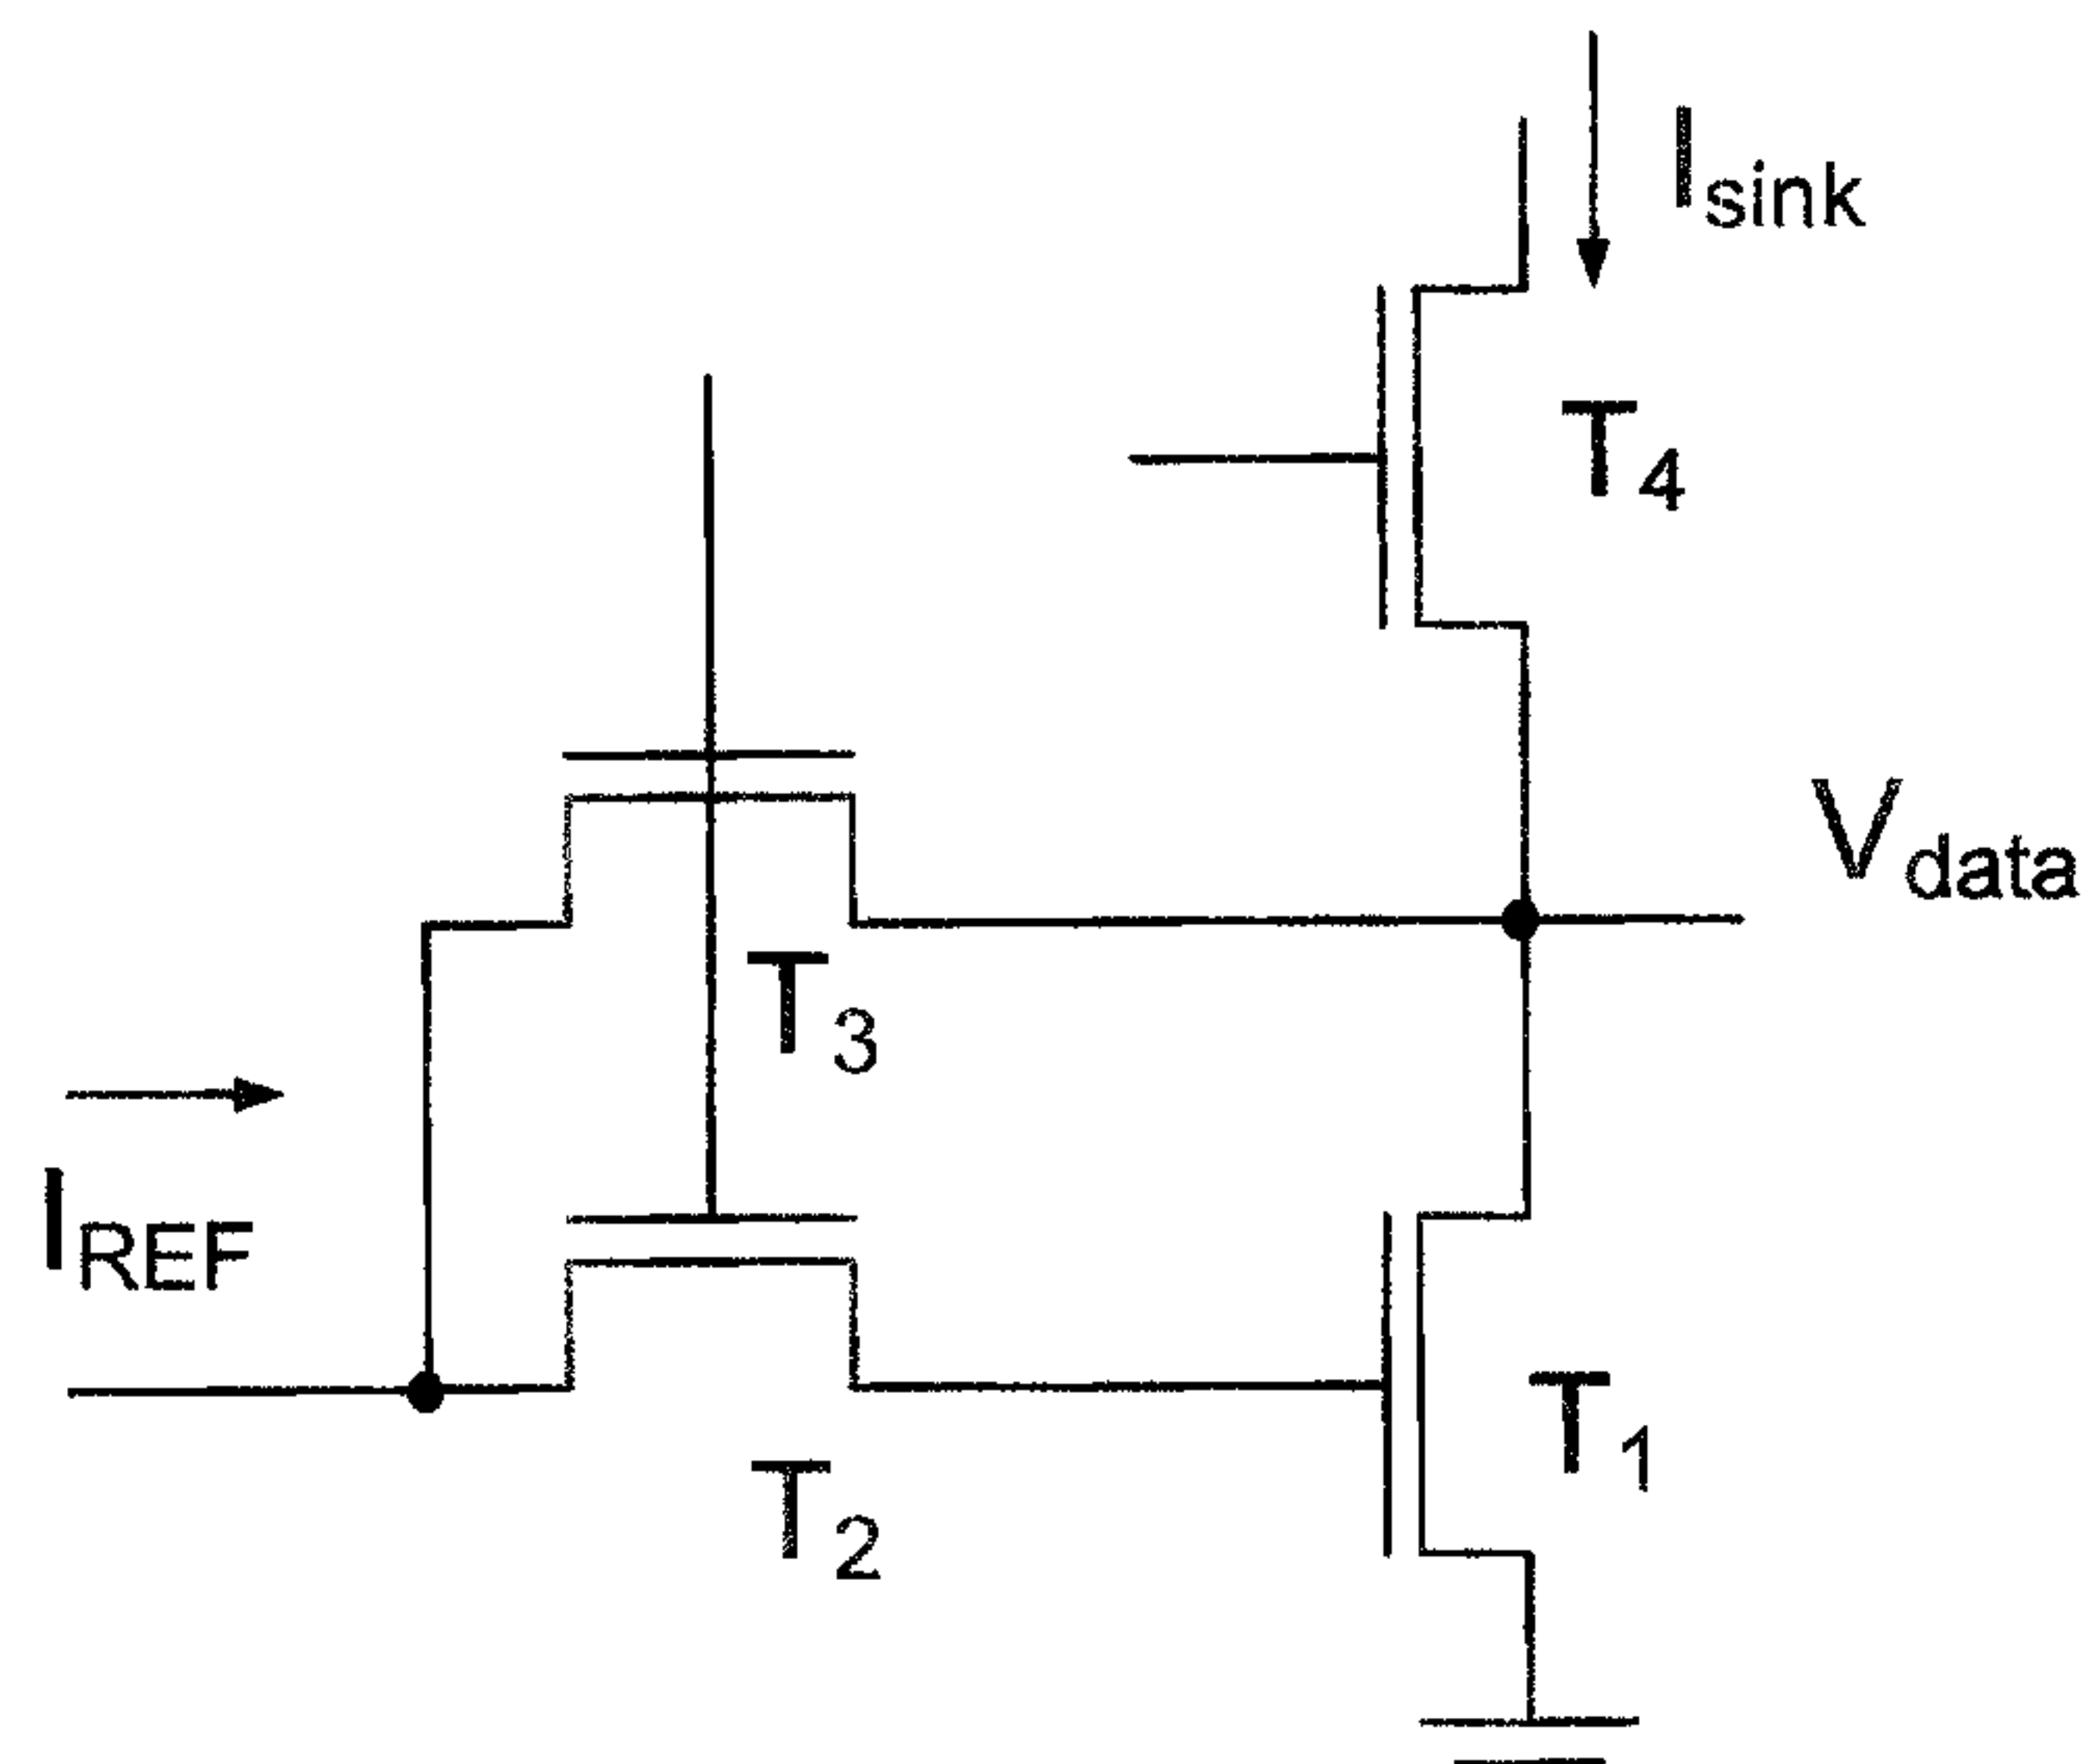 Isink
T4
Vdata
T3
IREF
T1
T2